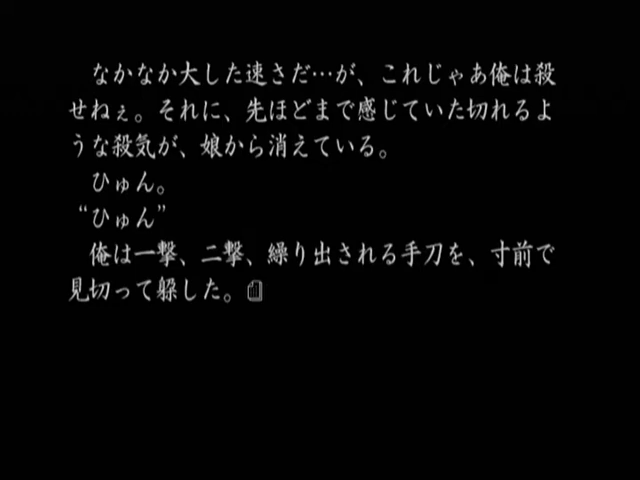 なかなか大した速さだ…が、これじゃあ俺は殺
せねぇ。それに、先ほどまで感じていた切れるよ
うな殺気が、娘から消えている。
ひゅん。
“ひゅん”
俺は一撃、二撃、繰り出される手刀を、寸前で
見切って躱した。